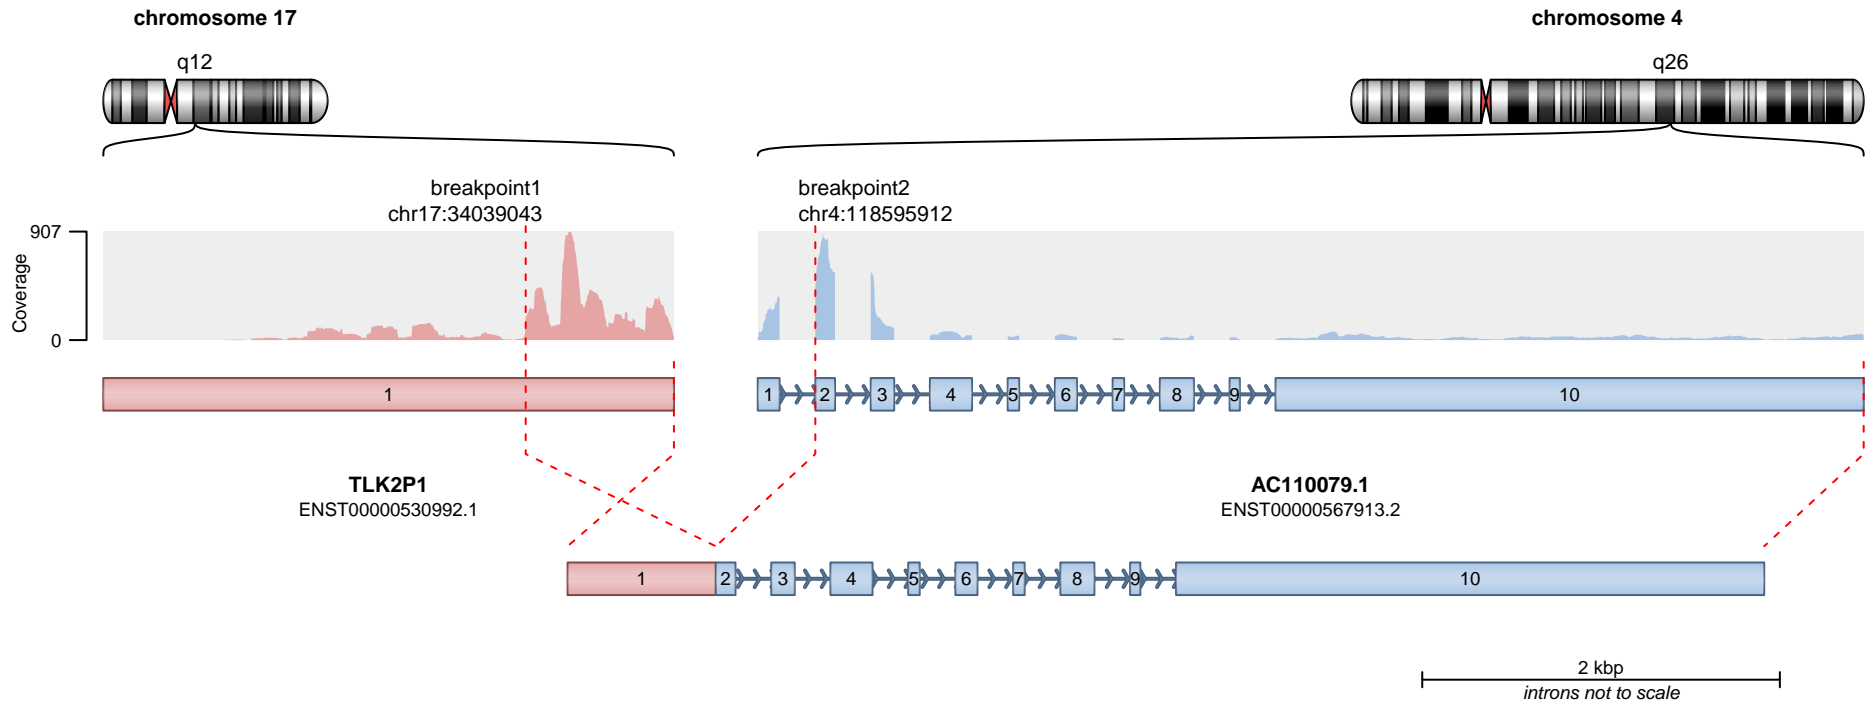 chromosome 17
chromosome 4
q12
q26
breakpoint1
chr17:34039043
breakpoint2
chr4:118595912
Coverage
907
0
1
1 2 3 4 5 6 7 8 9 10
TLK2P1
ENST00000530992.1
AC110079.1
ENST00000567913.2
1 2 3 4 5 6 7 8 9 10
2 kbp
introns not to scale